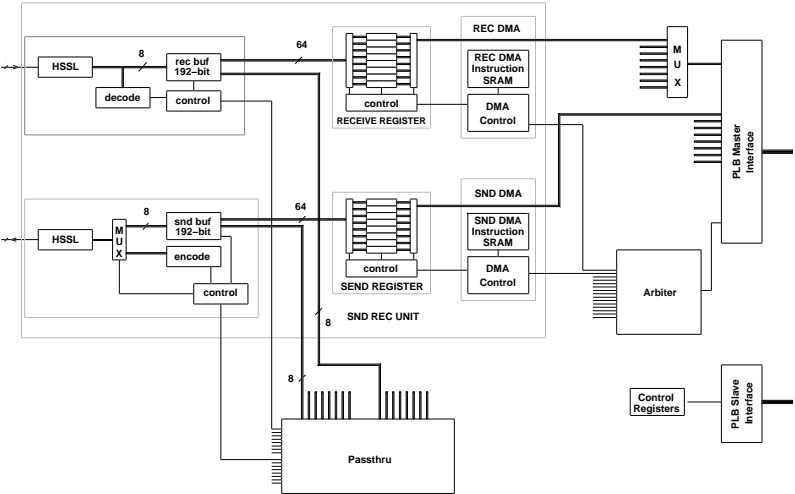 REC DMA
8
rec buf
192-bit
64
HSSL
decode
control
control
RECEIVE REGISTER
REC DMA
Instruction
SRAM
DMA
Control
M
U
X
PLB Master
Interface
SND DMA
8
snd buf
192-bit
64
HSSL
M
U
X
encode
control
control
SEND REGISTER
SND DMA
Instruction
SRAM
DMA
Control
Arbiter
SND REC UNIT
8
8
Control
Registers
PLB Slave
Interface
Passthru